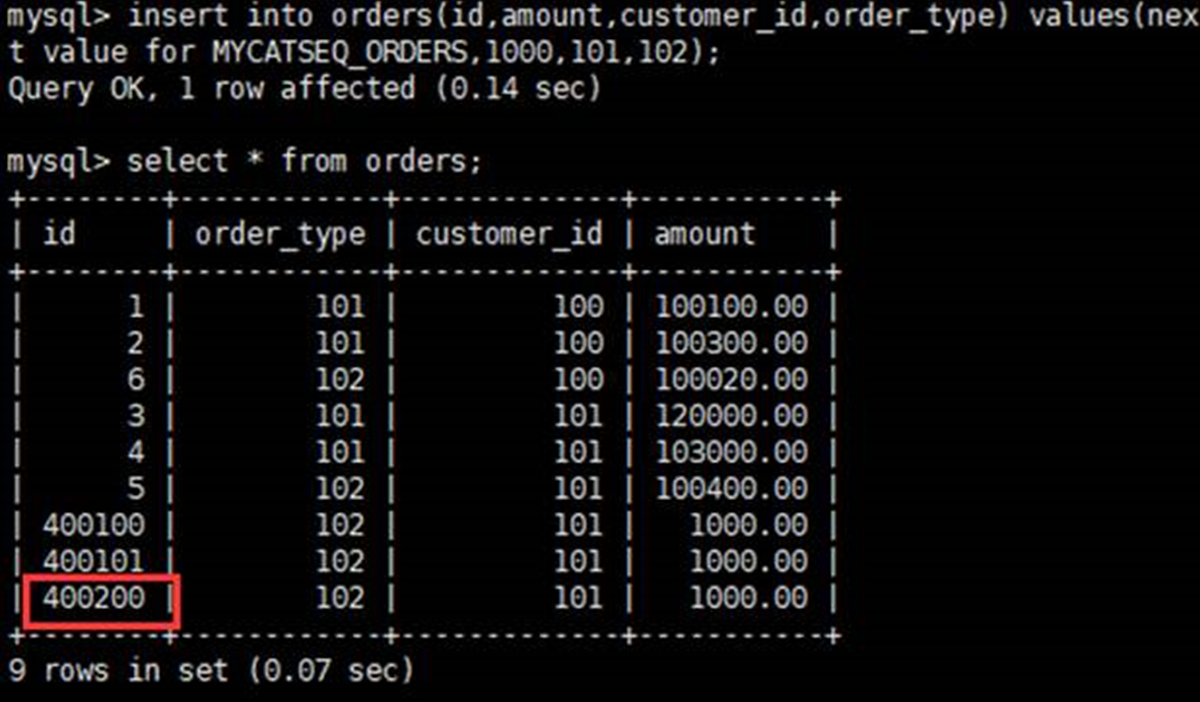 mysql> insert into orders(id,amount,customer_id,order_type) values(nex
t value for MYCATSEQ_ORDERS,1000,101,102);
Query OK, 1 row affected (0.14 sec)
mysql> select * from orders;
+--------+------------+-------------+-----------+
| id     | order_type | customer_id | amount    |
+--------+------------+-------------+-----------+
|      1 |        101 |         100 | 100100.00 |
|      2 |        101 |         100 | 100300.00 |
|      6 |        102 |         100 | 100020.00 |
|      3 |        101 |         101 | 120000.00 |
|      4 |        101 |         101 | 103000.00 |
|      5 |        102 |         101 | 100400.00 |
| 400100 |        102 |         101 |   1000.00 |
| 400101 |        102 |         101 |   1000.00 |
| 400200 |        102 |         101 |   1000.00 |
+--------+------------+-------------+-----------+
9 rows in set (0.07 sec)